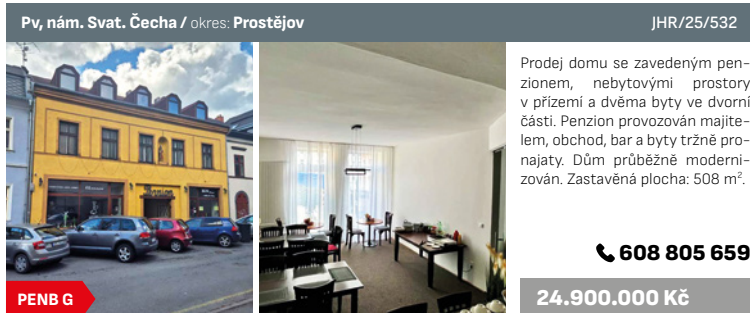 Pv, nám. Svat. Čecha / okres: Prostějov
JHR/25/532
Prodej domu se zavedeným pen-
zionem, nebytovými prostory
v přízemí a dvěma byty ve dvorní
části. Penzion provozován majite-
lem, obchod, bar a byty tržně pro-
najaty. Dům průběžně moderni-
zován. Zastavěná plocha: 508 m².
608 805 659
PENB G
24.900.000 Kč